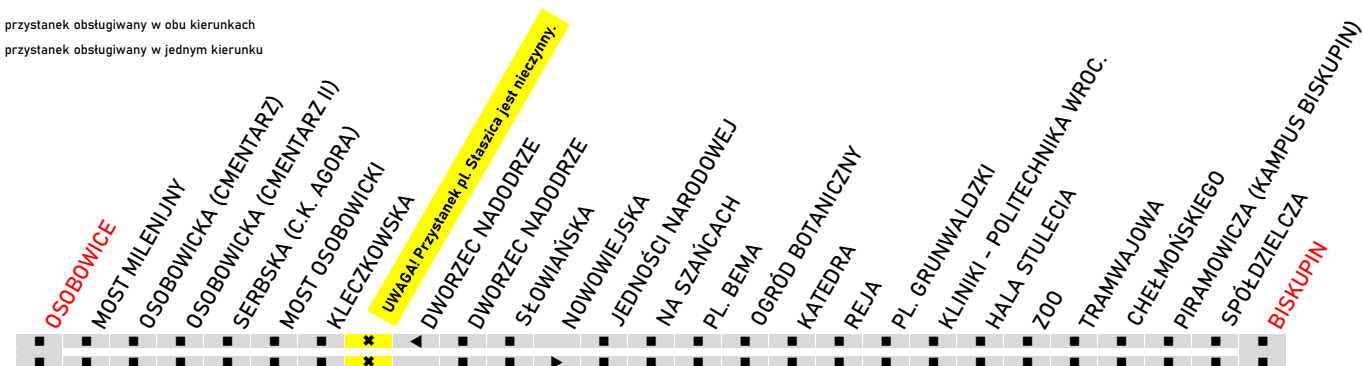 przystanek obsługiwany w obu kierunkach
przystanek obsługiwany w jednym kierunku
OSOBOWICE
MOST MILENIJNY
OSOBOWICKA (CMENTARZ)
OSOBOWICKA (CMENTARZ II)
SERBSKA (C.K. AGORA)
MOST OSOBOWICKI
KLECZKOWSKA
UWAGA! Przystanek pl. Staszica jest nieczynny.
DWORZEC NADODRZE
DWORZEC NADODRZE
SŁOWIAŃSKA
NOWOWIEJSKA
JEDNOŚCI NARODOWEJ
NA SZAŃCACH
PL. BEMA
OGRÓD BOTANICZNY
KATEDRA
REJA
PL. GRUNWALDZKI
KLINIKI - POLITECHNIKA WROC.
HALA STULECIA
ZOO
TRAMWAJOWA
CHEŁMOŃSKIEGO
PIRAMOWICZA (KAMPUS BISKUPIN)
SPÓŁDZIELCZA
BISKUPIN